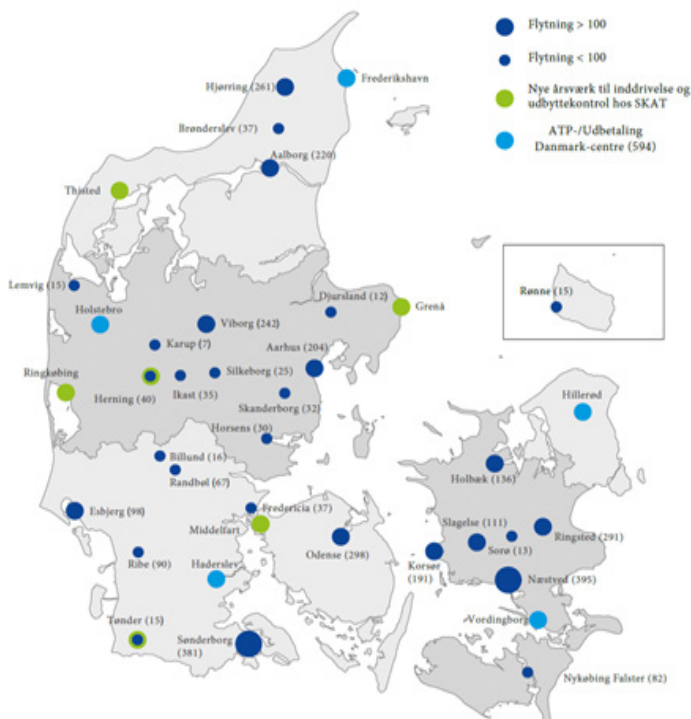 Flytning > 100
Flytning < 100
Nye årsværk til inddrivelse og
udbyttekontrol hos SKAT
ATP-/Udbetaling
Danmark-centre (594)
Hjørring (261)
Frederikshavn
Brønderslev (37)
Aalborg (220)
Thisted
Lemvig (15)
Holstebro
Djursland (12)
Grenå
Rønne (15)
Viborg (242)
Karup (7)
Aarhus (204)
Ringkøbing
Silkeborg (25)
Herning (40)
Ikast (35)
Skanderborg (32)
Hillerød
Horsens (30)
Billund (16)
Randbøl (67)
Holbæk (136)
Esbjerg (98)
Fredericia (37)
Middelfart
Slagelse (111)
Ringsted (291)
Odense (298)
Sorø (13)
Korsør
(191)
Ribe (90)
Haderslev
Næstved (395)
Tønder (15)
Vordingborg
Sønderborg
(381)
Nykøbing Falster (82)